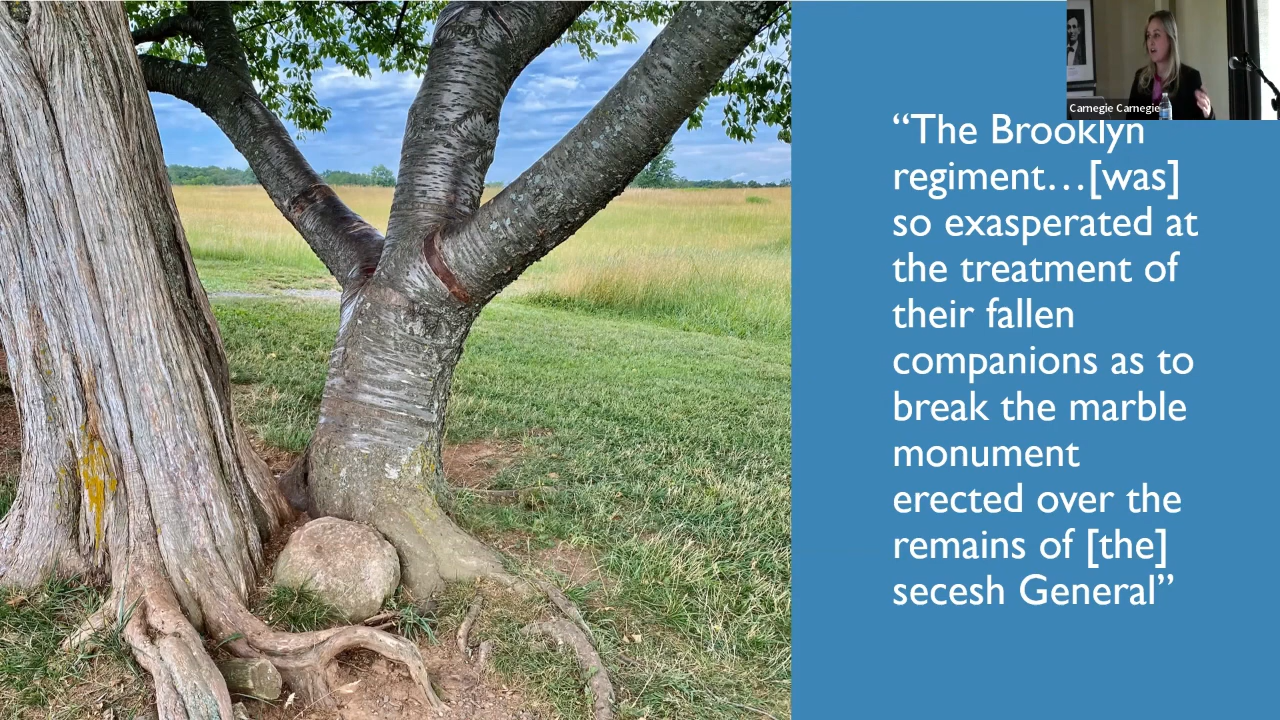 Carnegie Carnegie
“The Brooklyn
regiment…[was]
so exasperated at
the treatment of
their fallen
companions as to
break the marble
monument
erected over the
remains of [the]
secesh General”